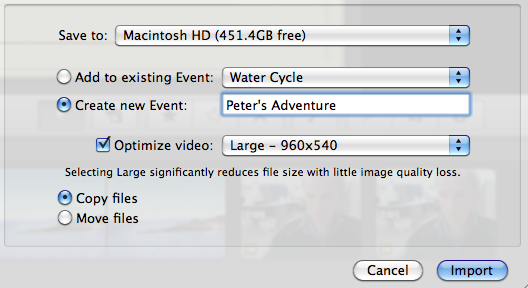 Save to: Macintosh HD (451.4GB free)
Add to existing Event: Water Cycle
Create new Event: Peter's Adventure
Optimize video: Large - 960x540
Selecting Large significantly reduces file size with little image quality loss.
Copy files
Move files
Cancel Import